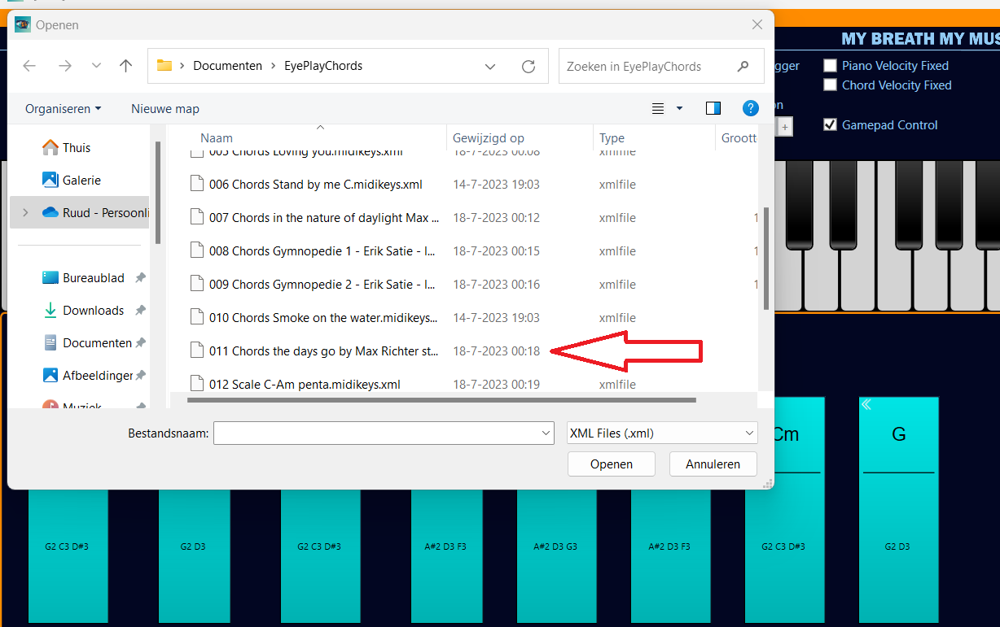 Openen
MY BREATH MY MUS
Documenten
EyePlayChords
Zoeken in EyePlayChords
gger
Piano Velocity Fixed
Chord Velocity Fixed
on
Gamepad Control
Organiseren
Nieuwe map
Naam
Gewijzigd op
Type
Groott
005 Chords Loving you.midikeys.xml 18-7-2023 00:08 xmlfile
006 Chords Stand by me C.midikeys.xml 14-7-2023 19:03 xmlfile
007 Chords in the nature of daylight Max ... 18-7-2023 00:12 xmlfile 1
008 Chords Gymnopedie 1 - Erik Satie - I... 18-7-2023 00:15 xmlfile 1
009 Chords Gymnopedie 2 - Erik Satie - I... 18-7-2023 00:16 xmlfile 1
010 Chords Smoke on the water.midikeys... 14-7-2023 19:03 xmlfile
011 Chords the days go by Max Richter st... 18-7-2023 00:18 xmlfile
012 Scale C-Am penta.midikeys.xml 18-7-2023 00:19 xmlfile
Thuis
Galerie
Ruud - Persoonli
Bureaublad
Downloads
Documenten
Afbeeldinger
Muziek
Bestandsnaam:
XML Files (.xml)
Openen
Annuleren
Cm
G
G2 C3 D#3
G2 D3
G2 C3 D#3
A#2 D3 F3
A#2 D3 G3
A#2 D3 F3
G2 C3 D#3
G2 D3